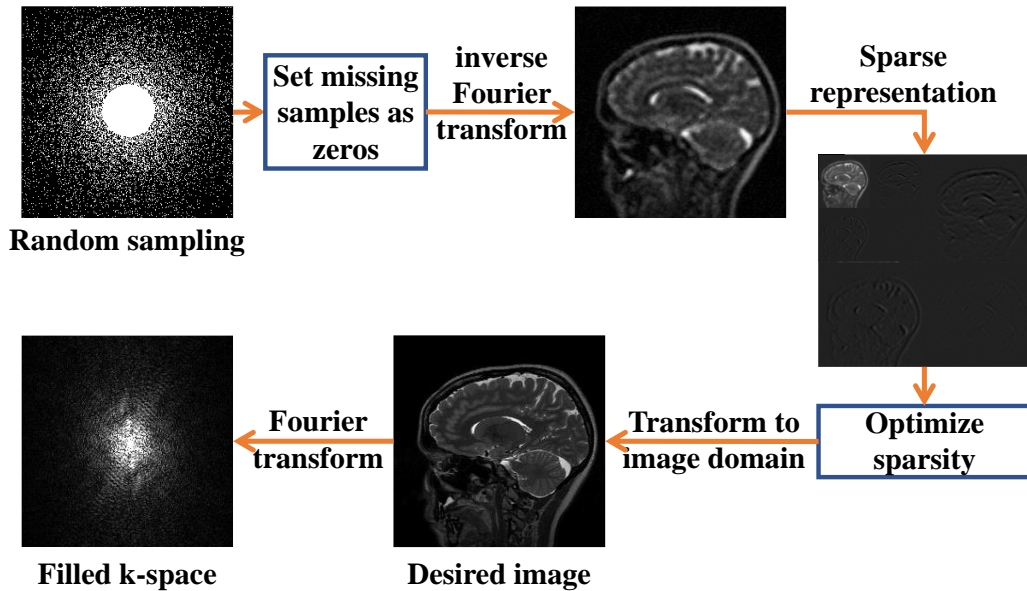 Random sampling
Set missing
samples as
zeros
inverse
Fourier
transform
Sparse
representation
Optimize
sparsity
Transform to
image domain
Desired image
Fourier
transform
Filled k-space